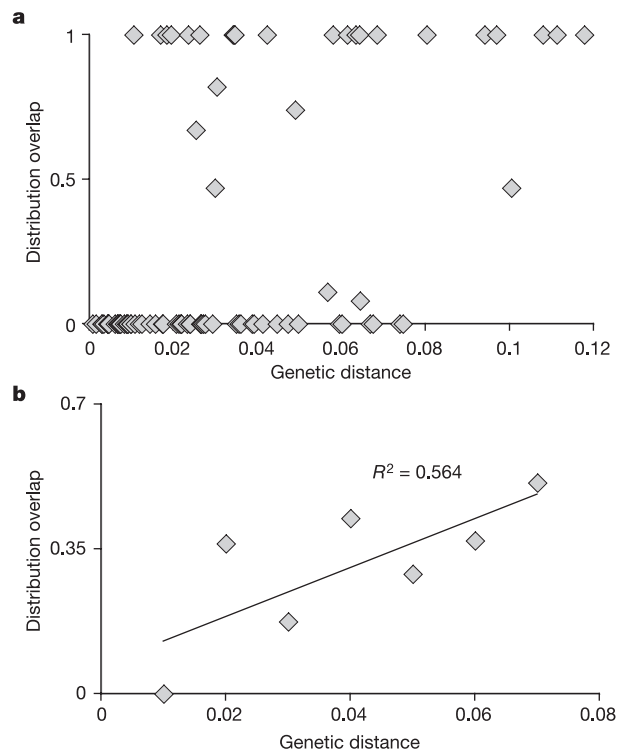 a
1
0.5
0
Distribution overlap
0
0.02
0.04
0.06
0.08
0.1
0.12
Genetic distance
b
0.7
0.35
0
Distribution overlap
R² = 0.564
0
0.02
0.04
0.06
0.08
Genetic distance